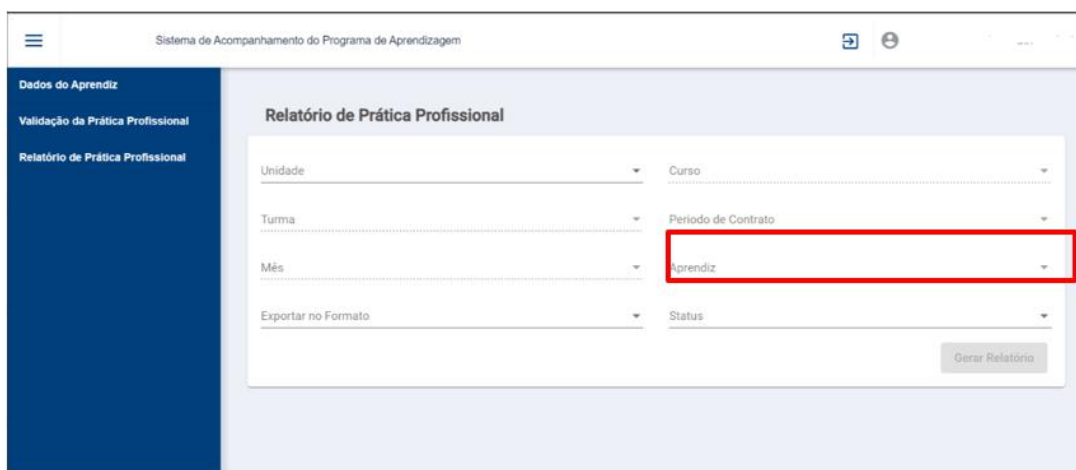 Sistema de Acompanhamento do Programa de Aprendizagem
Dados do Aprendiz
Validação da Prática Profissional
Relatório de Prática Profissional
Relatório de Prática Profissional
Unidade
Curso
Turma
Periodo de Contrato
Mês
Aprendiz
Exportar no Formato
Status
Gerar Relatório